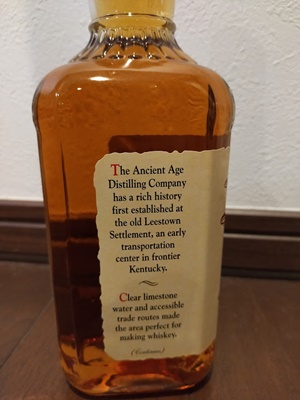 The Ancient Age
Distilling Company
has a rich history
first established at
the old Leestown
Settlement, an early
transportation
center in frontier
Kentucky.
Clear limestone
water and accessible
trade routes made
the area perfect for
making whiskey.
(Continues)